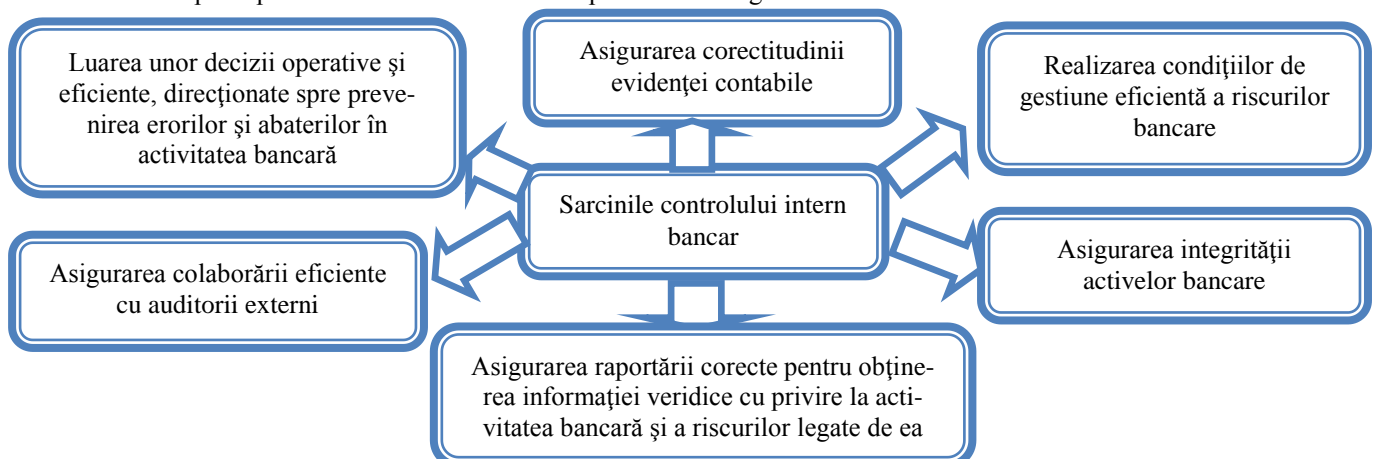 Luarea unor decizii operative şi
eficiente, direcţionate spre preve-
nirea erorilor şi abaterilor în
activitatea bancară
Asigurarea corectitudinii
evidenţei contabile
Realizarea condiţiilor de
gestiune eficientă a riscurilor
bancare
Sarcinile controlului intern
bancar
Asigurarea colaborării eficiente
cu auditorii externi
Asigurarea integrităţii
activelor bancare
Asigurarea raportării corecte pentru obţine-
rea informaţiei veridice cu privire la acti-
vitatea bancară şi a riscurilor legate de ea